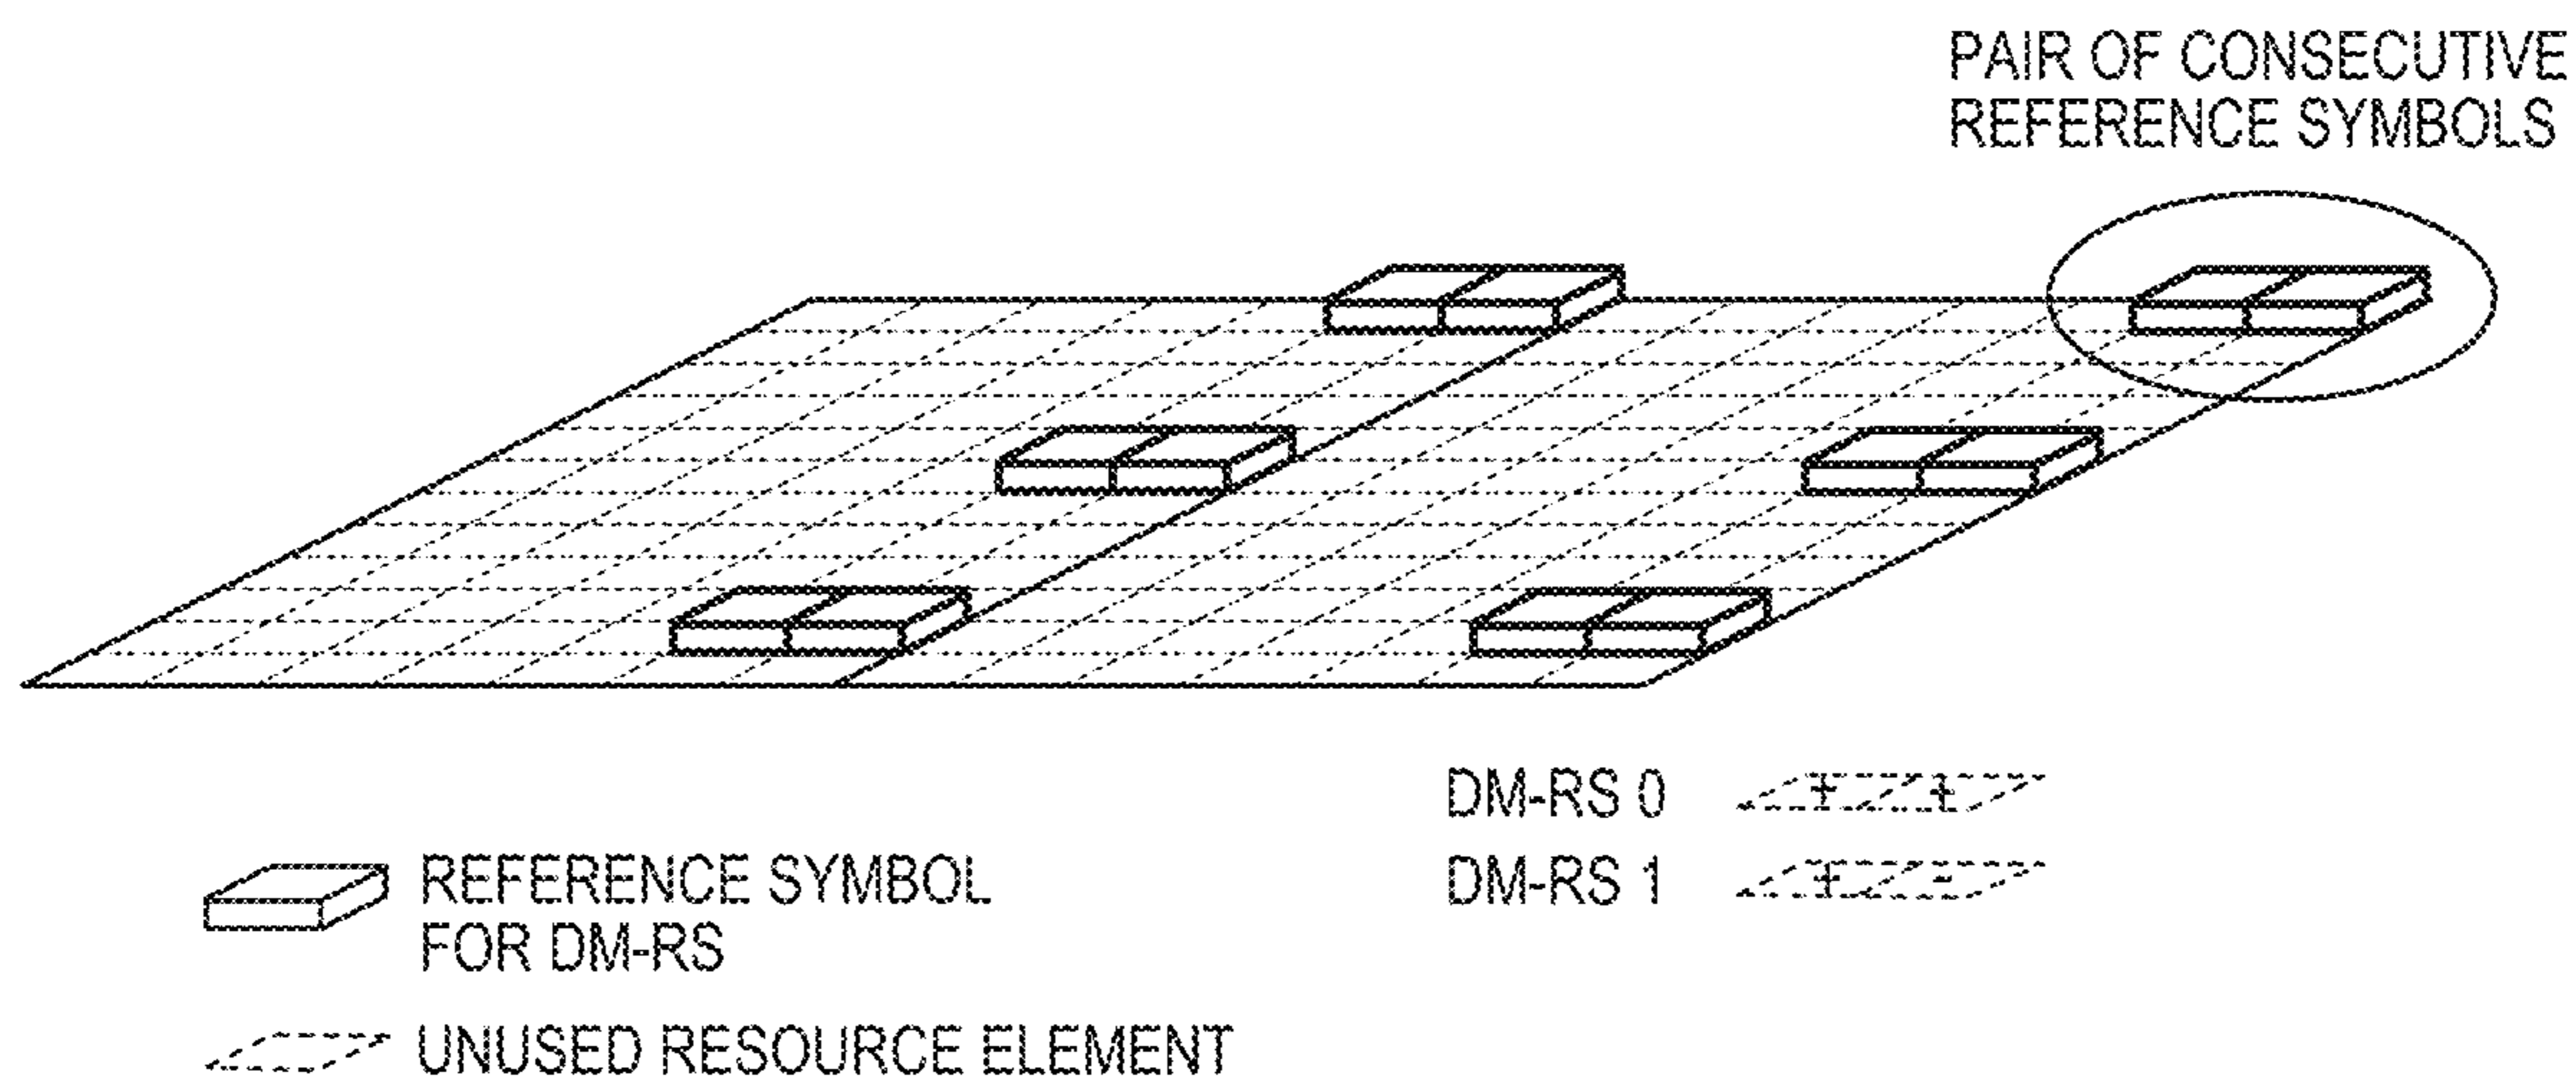 PAIR OF CONSECUTIVE
REFERENCE SYMBOLS
DM-RS 0 + +
DM-RS 1 + -
REFERENCE SYMBOL
FOR DM-RS
UNUSED RESOURCE ELEMENT